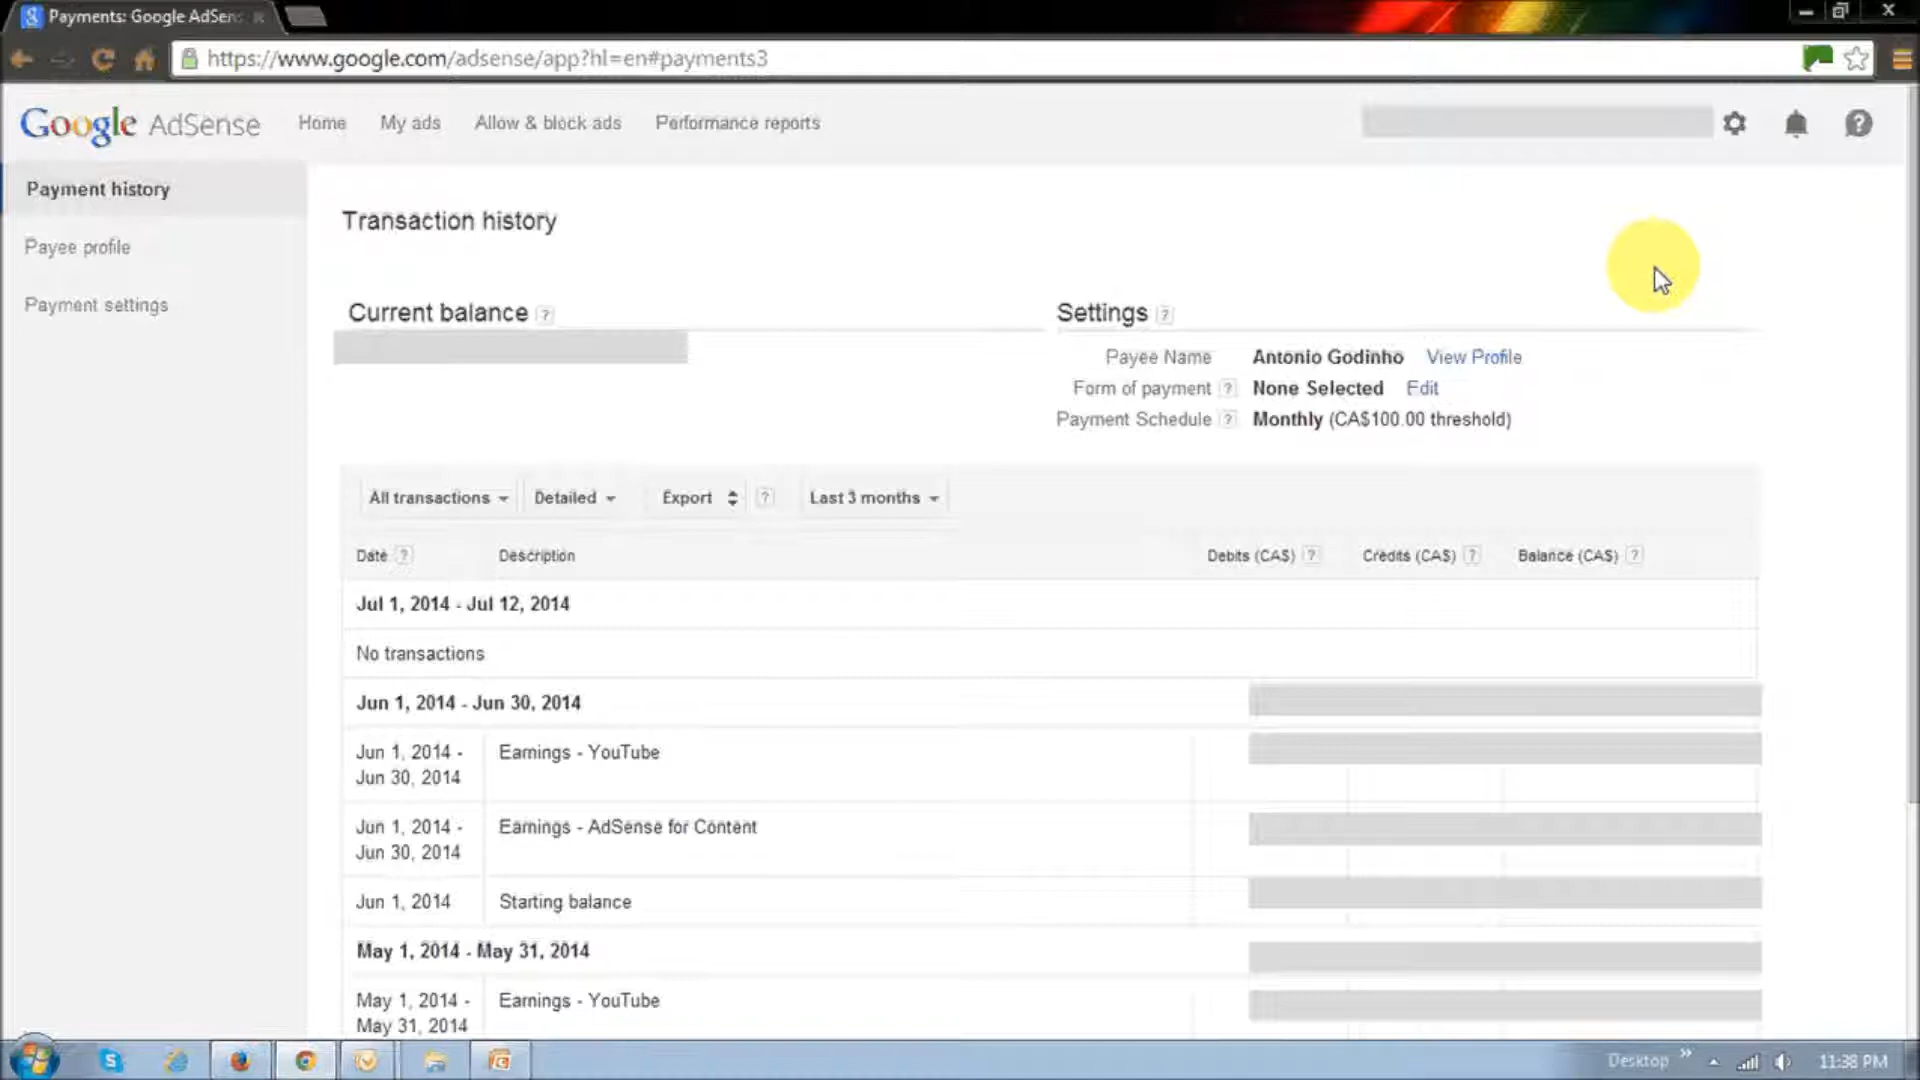 Payments: Google AdSens
https://www.google.com/adsense/app?hl=en#payments3
Google AdSense Home My ads Allow & block ads Performance reports
Payment history
Payee profile
Payment settings
Transaction history
Current balance ?
Settings ?
Payee Name Antonio Godinho View Profile
Form of payment ? None Selected Edit
Payment Schedule ? Monthly (CA$100.00 threshold)
All transactions Detailed Export ? Last 3 months
Date ? Description Debits (CA$) ? Credits (CA$) ? Balance (CA$) ?
Jul 1, 2014 - Jul 12, 2014
No transactions
Jun 1, 2014 - Jun 30, 2014
Jun 1, 2014 - Earnings - YouTube
Jun 30, 2014
Jun 1, 2014 - Earnings - AdSense for Content
Jun 30, 2014
Jun 1, 2014 Starting balance
May 1, 2014 - May 31, 2014
May 1, 2014 - Earnings - YouTube
May 31, 2014
Desktop » 11:38 PM